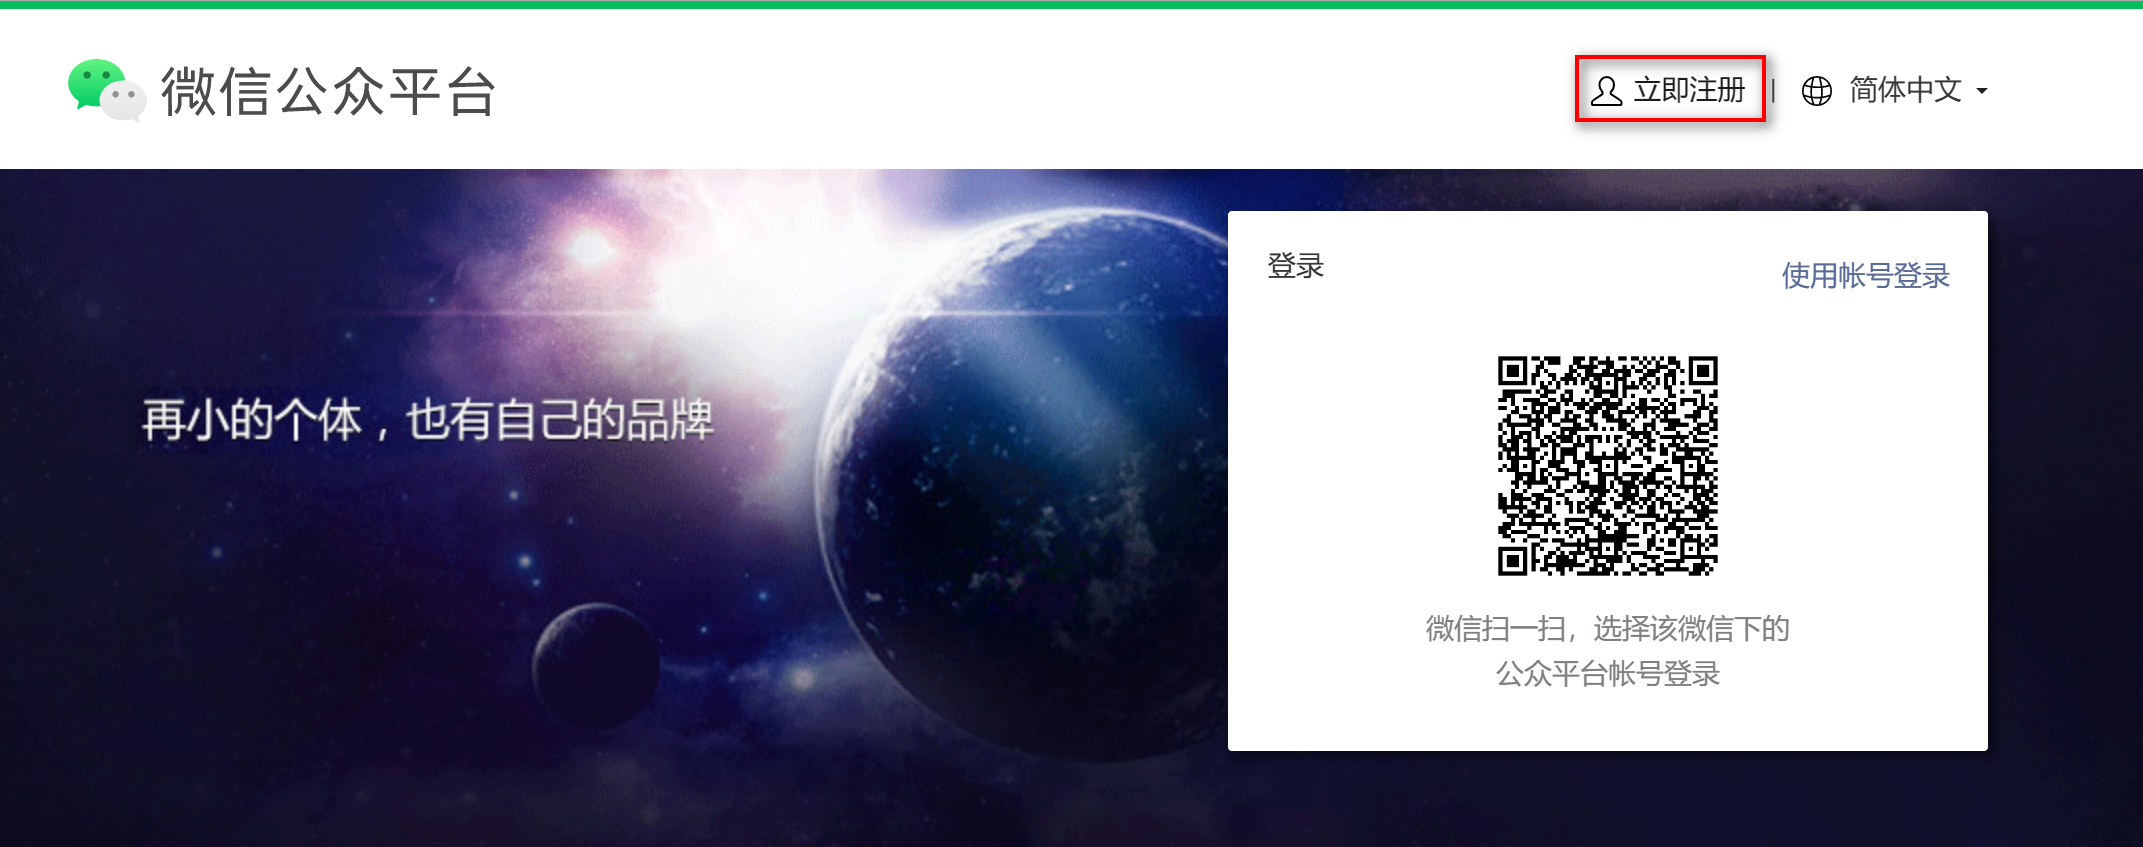 微信公众平台
立即注册 | 简体中文
登录
使用帐号登录
再小的个体，也有自己的品牌
微信扫一扫，选择该微信下的
公众平台帐号登录